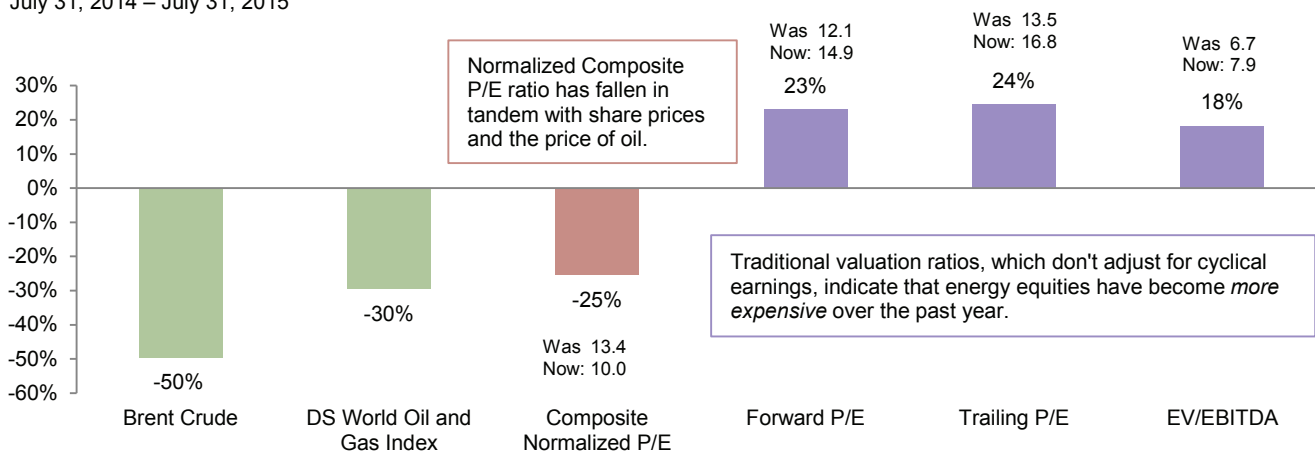 July 31, 2014 – July 31, 2015
Was 12.1
Now: 14.9
Was 13.5
Now: 16.8
Was 6.7
Now: 7.9
Normalized Composite
P/E ratio has fallen in
tandem with share prices
and the price of oil.
23%
24%
18%
30%
20%
10%
0%
-10%
-20%
-30%
-40%
-50%
-60%
Traditional valuation ratios, which don't adjust for cyclical
earnings, indicate that energy equities have become more
expensive over the past year.
-50%
-30%
-25%
Was 13.4
Now: 10.0
Brent Crude
DS World Oil and
Gas Index
Composite
Normalized P/E
Forward P/E
Trailing P/E
EV/EBITDA